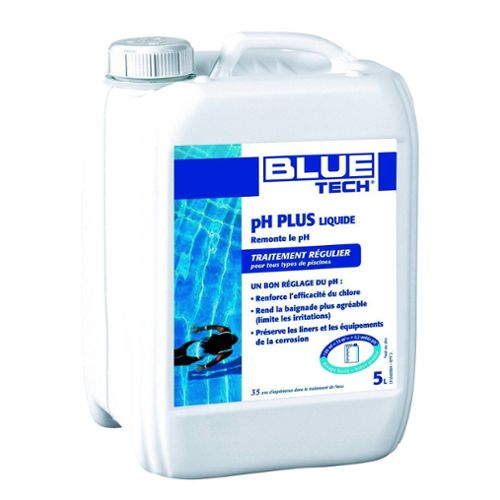 BLUE
TECH®
pH PLUS LIQUIDE
Remonte le pH
TRAITEMENT RÉGULIER
pour tous types de piscines
UN BON RÉGLAGE DU pH :
• Renforce l'efficacité du chlore
• Rend la baignade plus agréable
(limite les irritations)
• Préserve les liners et les équipements
de la corrosion
5L
35 ans d'expérience dans le traitement de l'eau